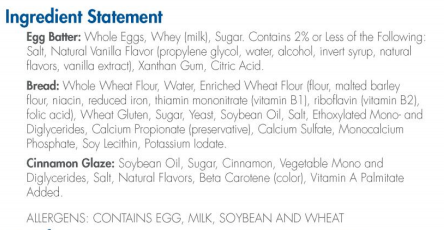 Ingredient Statement
Egg Batter: Whole Eggs, Whey (milk), Sugar. Contains 2% or Less of the Following:
Salt, Natural Vanilla Flavor (propylene glycol, water, alcohol, invert syrup, natural
flavors, vanilla extract), Xanthan Gum, Citric Acid.
Bread: Whole Wheat Flour, Water, Enriched Wheat Flour (flour, malted barley
flour, niacin, reduced iron, thiamin mononitrate (vitamin B1), riboflavin (vitamin B2),
folic acid), Wheat Gluten, Sugar, Yeast, Soybean Oil, Salt, Ethoxylated Mono- and
Diglycerides, Calcium Propionate (preservative), Calcium Sulfate, Monocalcium
Phosphate, Soy Lecithin, Potassium Iodate.
Cinnamon Glaze: Soybean Oil, Sugar, Cinnamon, Vegetable Mono and
Diglycerides, Salt, Natural Flavors, Beta Carotene (color), Vitamin A Palmitate
Added.
ALLERGENS: CONTAINS EGG, MILK, SOYBEAN AND WHEAT